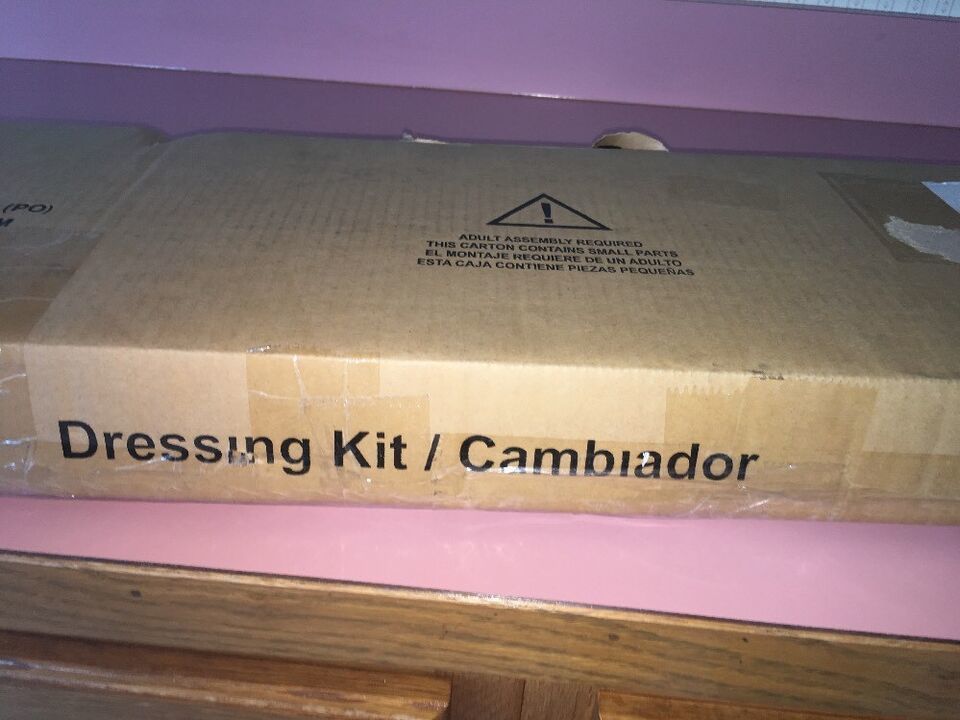 (PO)
ADULT ASSEMBLY REQUIRED
THIS CARTON CONTAINS SMALL PARTS
EL MONTAJE REQUIERE DE UN ADULTO
ESTA CAJA CONTIENE PIEZAS PEQUEÑAS
Dressing Kit / Cambiador